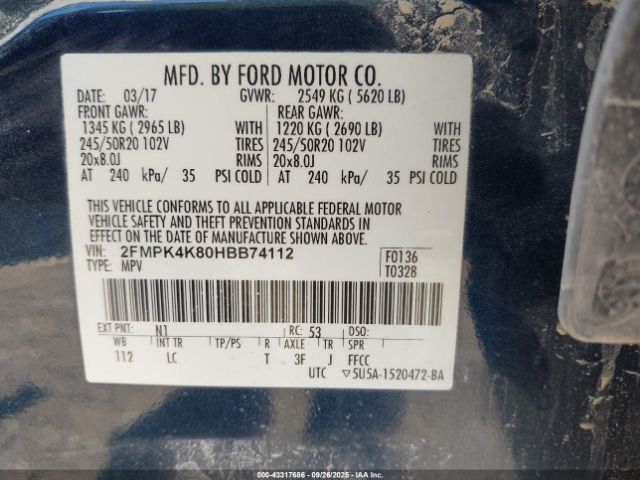 MFD. BY FORD MOTOR CO.
DATE: 03/17 GVWR: 2549 KG ( 5620 LB)
FRONT GAWR: REAR GAWR:
1345 KG ( 2965 LB) WITH 1220 KG ( 2690 LB) WITH
245/50R20 102V TIRES 245/50R20 102V TIRES
20x8.0J RIMS 20x8.0J RIMS
AT 240 kPa/ 35 PSI COLD AT 240 kPa/ 35 PSI COLD
THIS VEHICLE CONFORMS TO ALL APPLICABLE FEDERAL MOTOR
VEHICLE SAFETY AND THEFT PREVENTION STANDARDS IN
EFFECT ON THE DATE OF MANUFACTURE SHOWN ABOVE.
VIN: 2FMPK4K80HBB74112 F0136
TYPE: MPV T0328
EXT PNT: N1 RC: 53 DSO:
WB INT TR TP/PS R AXLE TR SPR
112 LC T 3F J FFCC
UTC ▽5U5A-1520472-BA
000-43317686 - 09/26/2025 - IAA Inc.